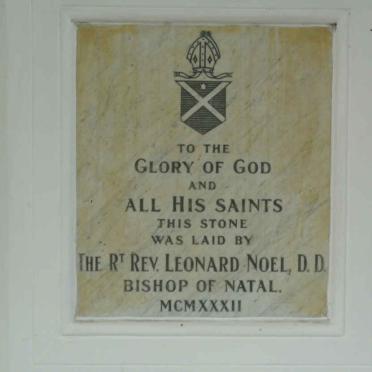 TO THE
GLORY OF GOD
AND
ALL HIS SAINTS
THIS STONE
WAS LAID BY
THE RT REV. LEONARD NOEL, D.D.
BISHOP OF NATAL.
MCMXXXII